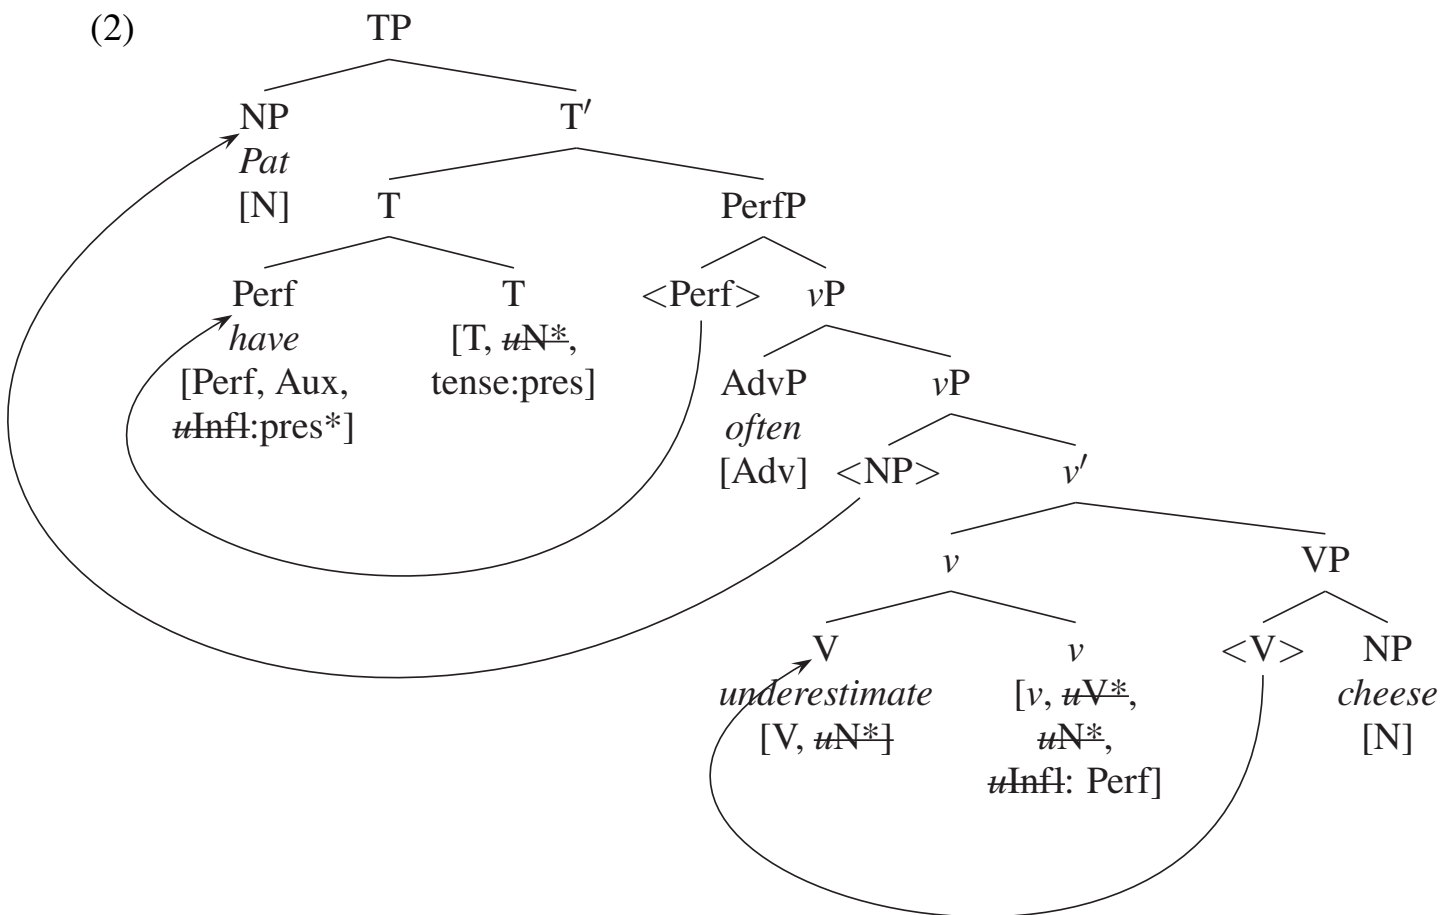 (2) TP
NP T′
Pat
[N] T PerfP
Perf T <Perf> vP
have [T, uN*,
[Perf, Aux, tense:pres] AdvP vP
uInfl:pres*] often
[Adv] <NP> v′
v VP
V v <V> NP
underestimate [v, uV*, cheese
[V, uN*] uN*, [N]
uInfl: Perf]